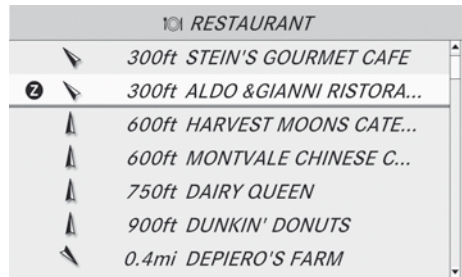 RESTAURANT
300ft STEIN'S GOURMET CAFE
Z 300ft ALDO &GIANNI RISTORA...
600ft HARVEST MOONS CATE...
600ft MONTVALE CHINESE C...
750ft DAIRY QUEEN
900ft DUNKIN' DONUTS
0.4mi DEPIERO'S FARM